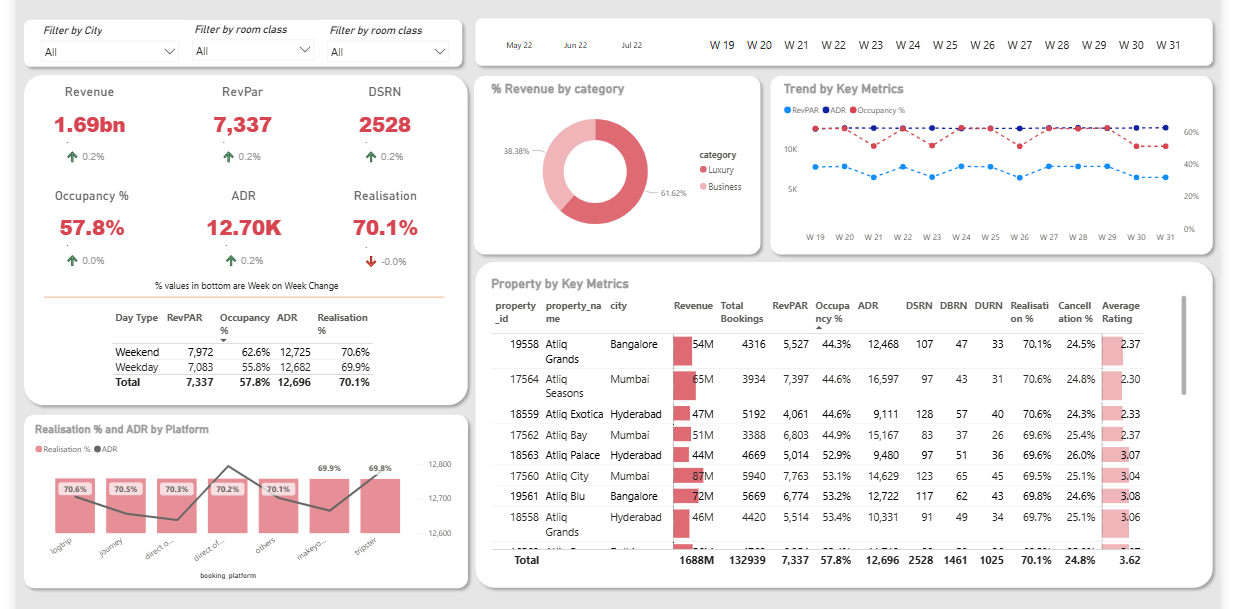 Filter by City
Filter by room class
Filter by room class
All
All
All
May 22 Jun 22 Jul 22
W 19 W 20 W 21 W 22 W 23 W 24 W 25 W 26 W 27 W 28 W 29 W 30 W 31
Revenue RevPar DSRN
1.69bn 7,337 2528
0.2% 0.2% 0.2%
Occupancy % ADR Realisation
57.8% 12.70K 70.1%
0.0% 0.2% -0.0%
% values in bottom are Week on Week Change
Day Type RevPAR Occupancy % ADR Realisation %
Weekend 7,972 62.6% 12,725 70.6%
Weekday 7,083 55.8% 12,682 69.9%
Total 7,337 57.8% 12,696 70.1%
% Revenue by category
38.38%
61.62%
category
Luxury
Business
Trend by Key Metrics
RevPAR ADR Occupancy %
10K
5K
60%
40%
20%
0%
W 19 W 20 W 21 W 22 W 23 W 24 W 25 W 26 W 27 W 28 W 29 W 30 W 31
Realisation % and ADR by Platform
Realisation % ADR
70.6% 70.5% 70.3% 70.2% 70.1% 69.9% 69.8%
12,800
12,700
12,600
logtrip journey direct o... direct of... others makeyo... tripster
booking_platform
Property by Key Metrics
property_id property_name city Revenue Total Bookings RevPAR Occupancy % ADR DSRN DBRN DURN Realisation % Cancellation % Average Rating
19558 Atliq Grands Bangalore 54M 4316 5,527 44.3% 12,468 107 47 33 70.1% 24.5% 2.37
17564 Atliq Seasons Mumbai 65M 3934 7,397 44.6% 16,597 97 43 31 70.6% 24.8% 2.30
18559 Atliq Exotica Hyderabad 47M 5192 4,061 44.6% 9,111 128 57 40 70.6% 24.3% 2.33
17562 Atliq Bay Mumbai 51M 3388 6,803 44.9% 15,167 83 37 26 69.6% 25.4% 2.37
18563 Atliq Palace Hyderabad 44M 4669 5,014 52.9% 9,480 97 51 36 69.6% 26.0% 3.07
17560 Atliq City Mumbai 87M 5940 7,763 53.1% 14,629 123 65 45 69.5% 25.1% 3.04
19561 Atliq Blu Bangalore 72M 5669 6,774 53.2% 12,722 117 62 43 69.8% 24.6% 3.08
18558 Atliq Grands Hyderabad 46M 4420 5,514 53.4% 10,331 91 49 34 69.7% 25.1% 3.06
Total 1688M 132939 7,337 57.8% 12,696 2528 1461 1025 70.1% 24.8% 3.62